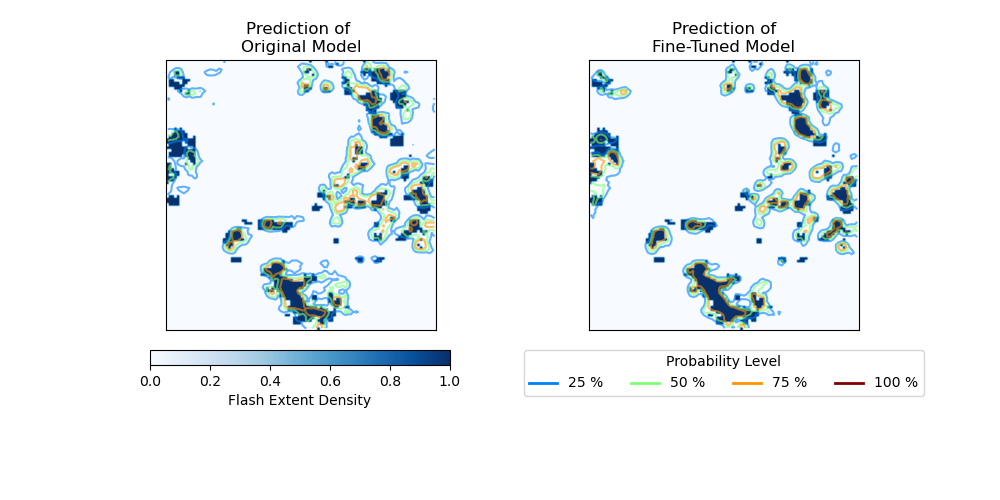 Prediction of
Original Model
Prediction of
Fine-Tuned Model
0.0 0.2 0.4 0.6 0.8 1.0
Flash Extent Density
Probability Level
25 % 50 % 75 % 100 %